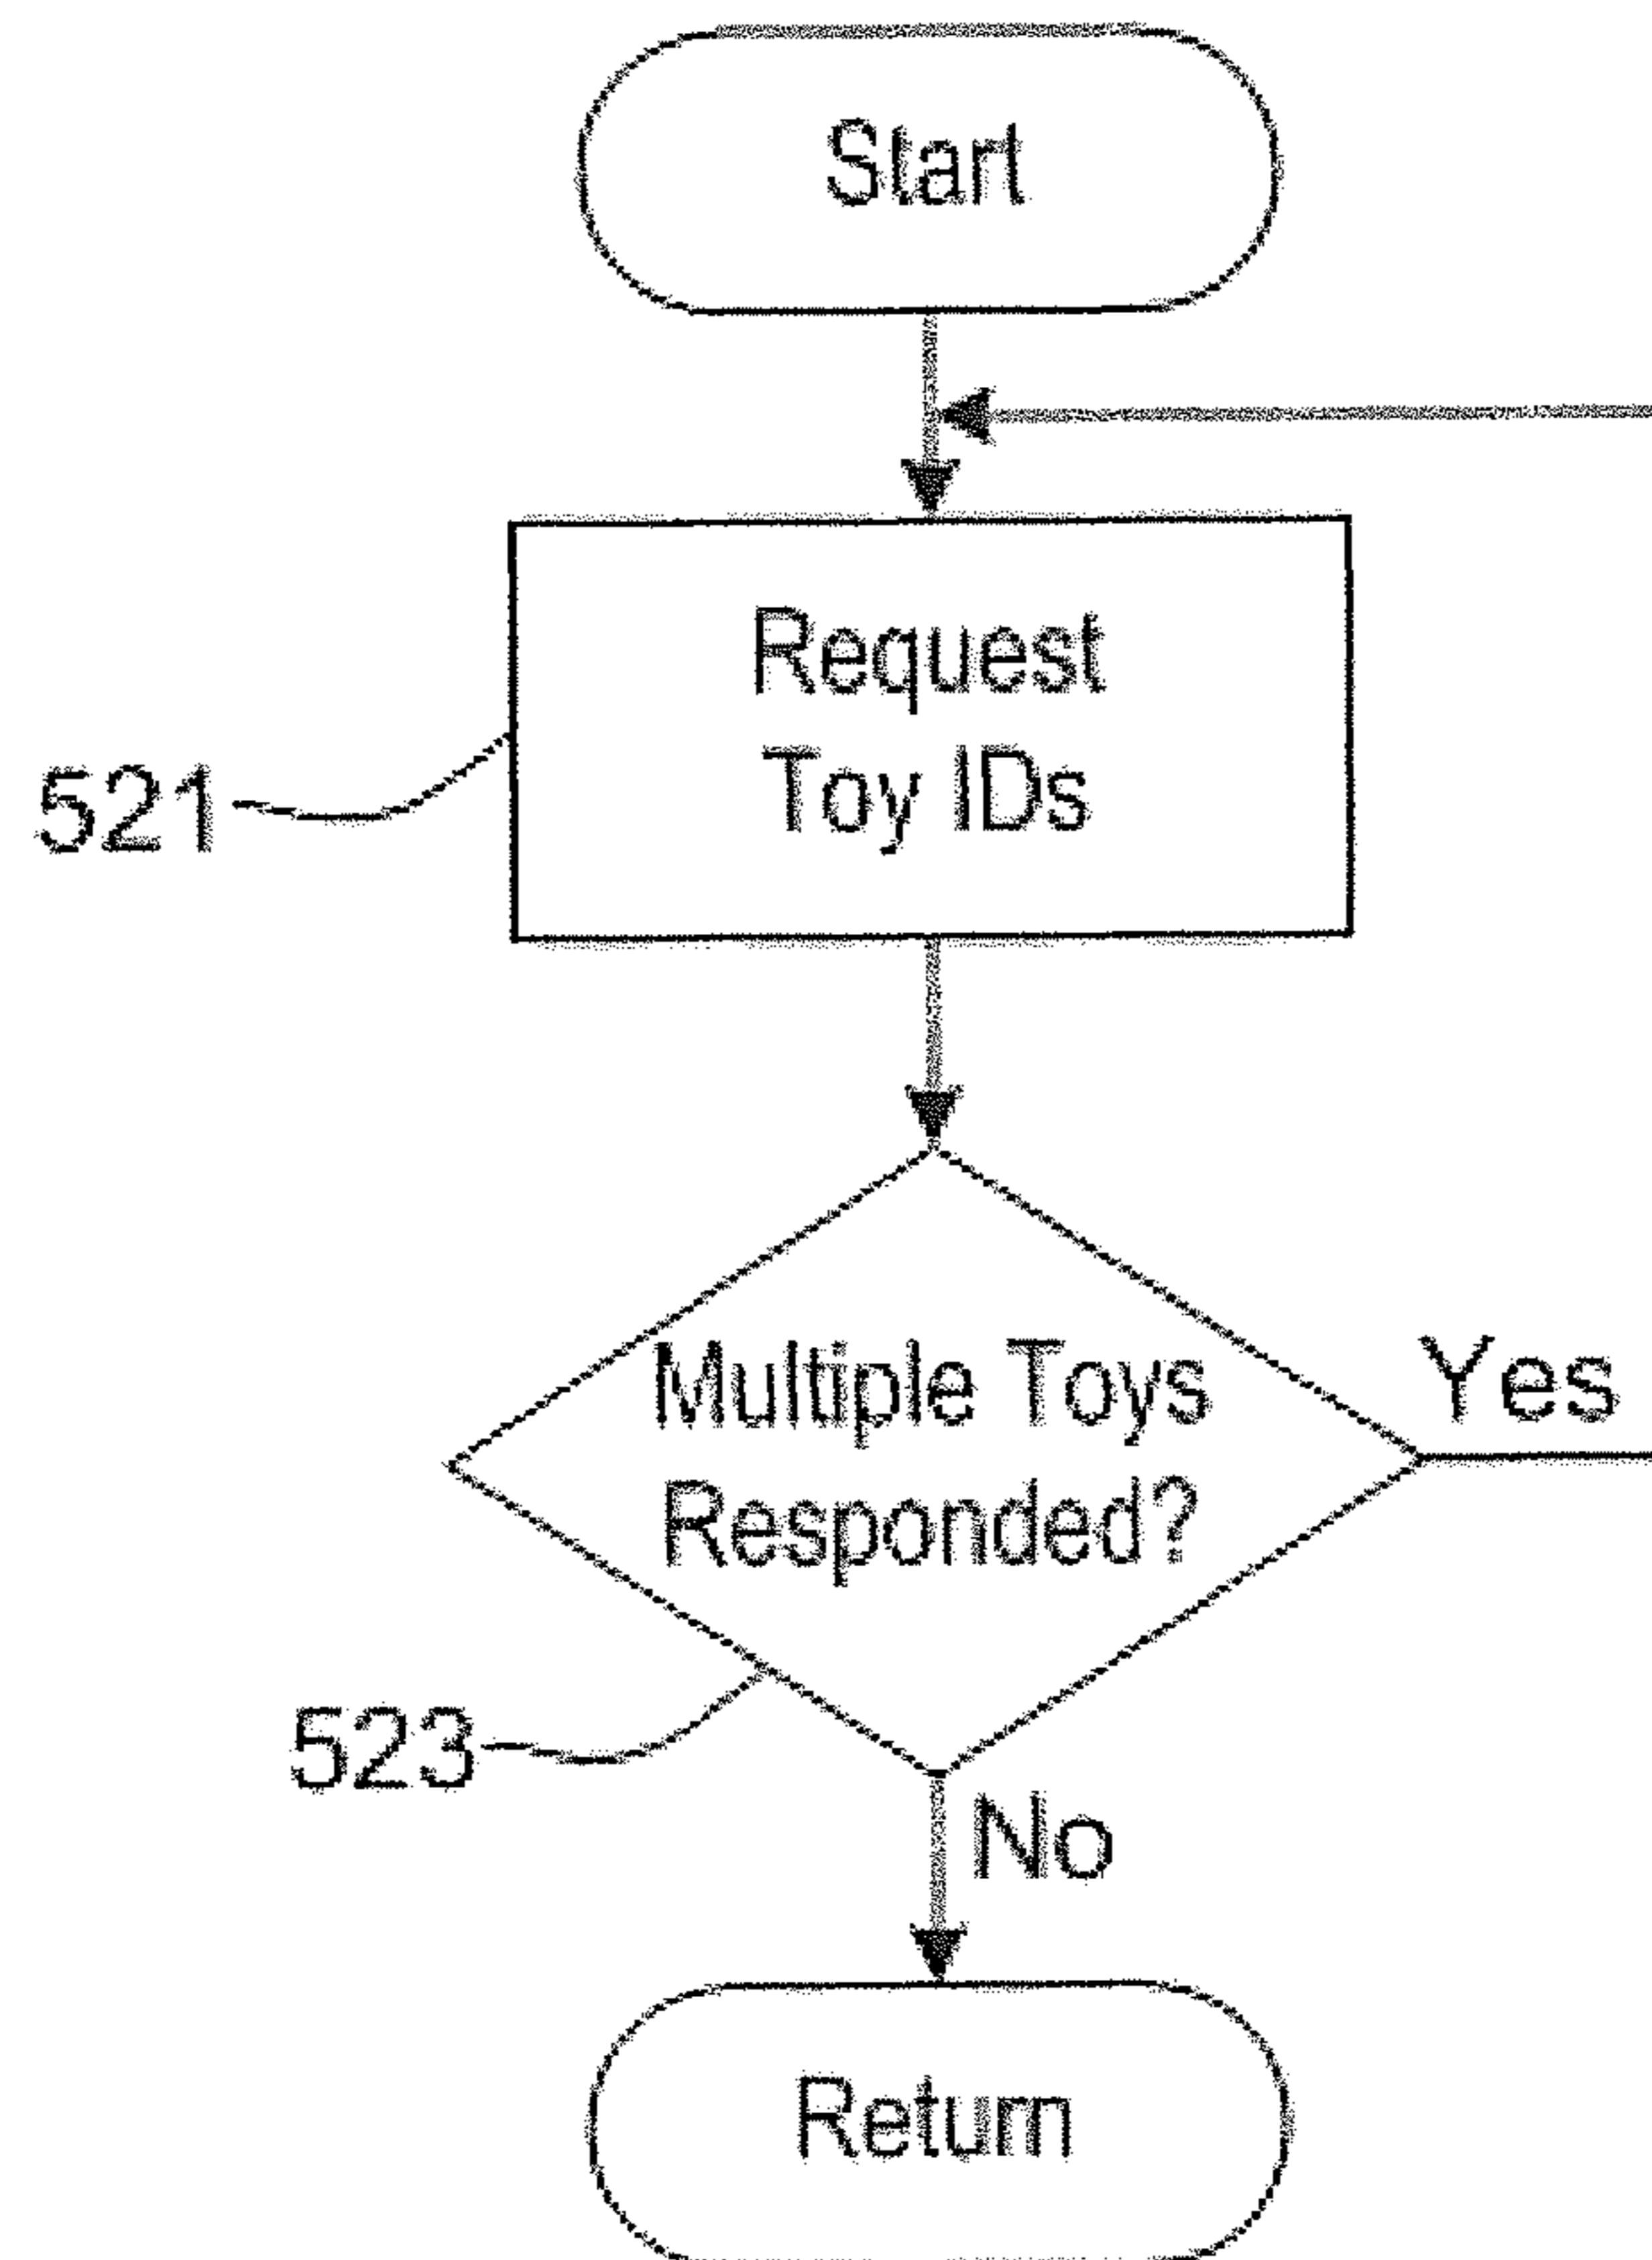 Start
Request
Toy IDs
521
Multiple Toys
Responded?
Yes
523
No
Return